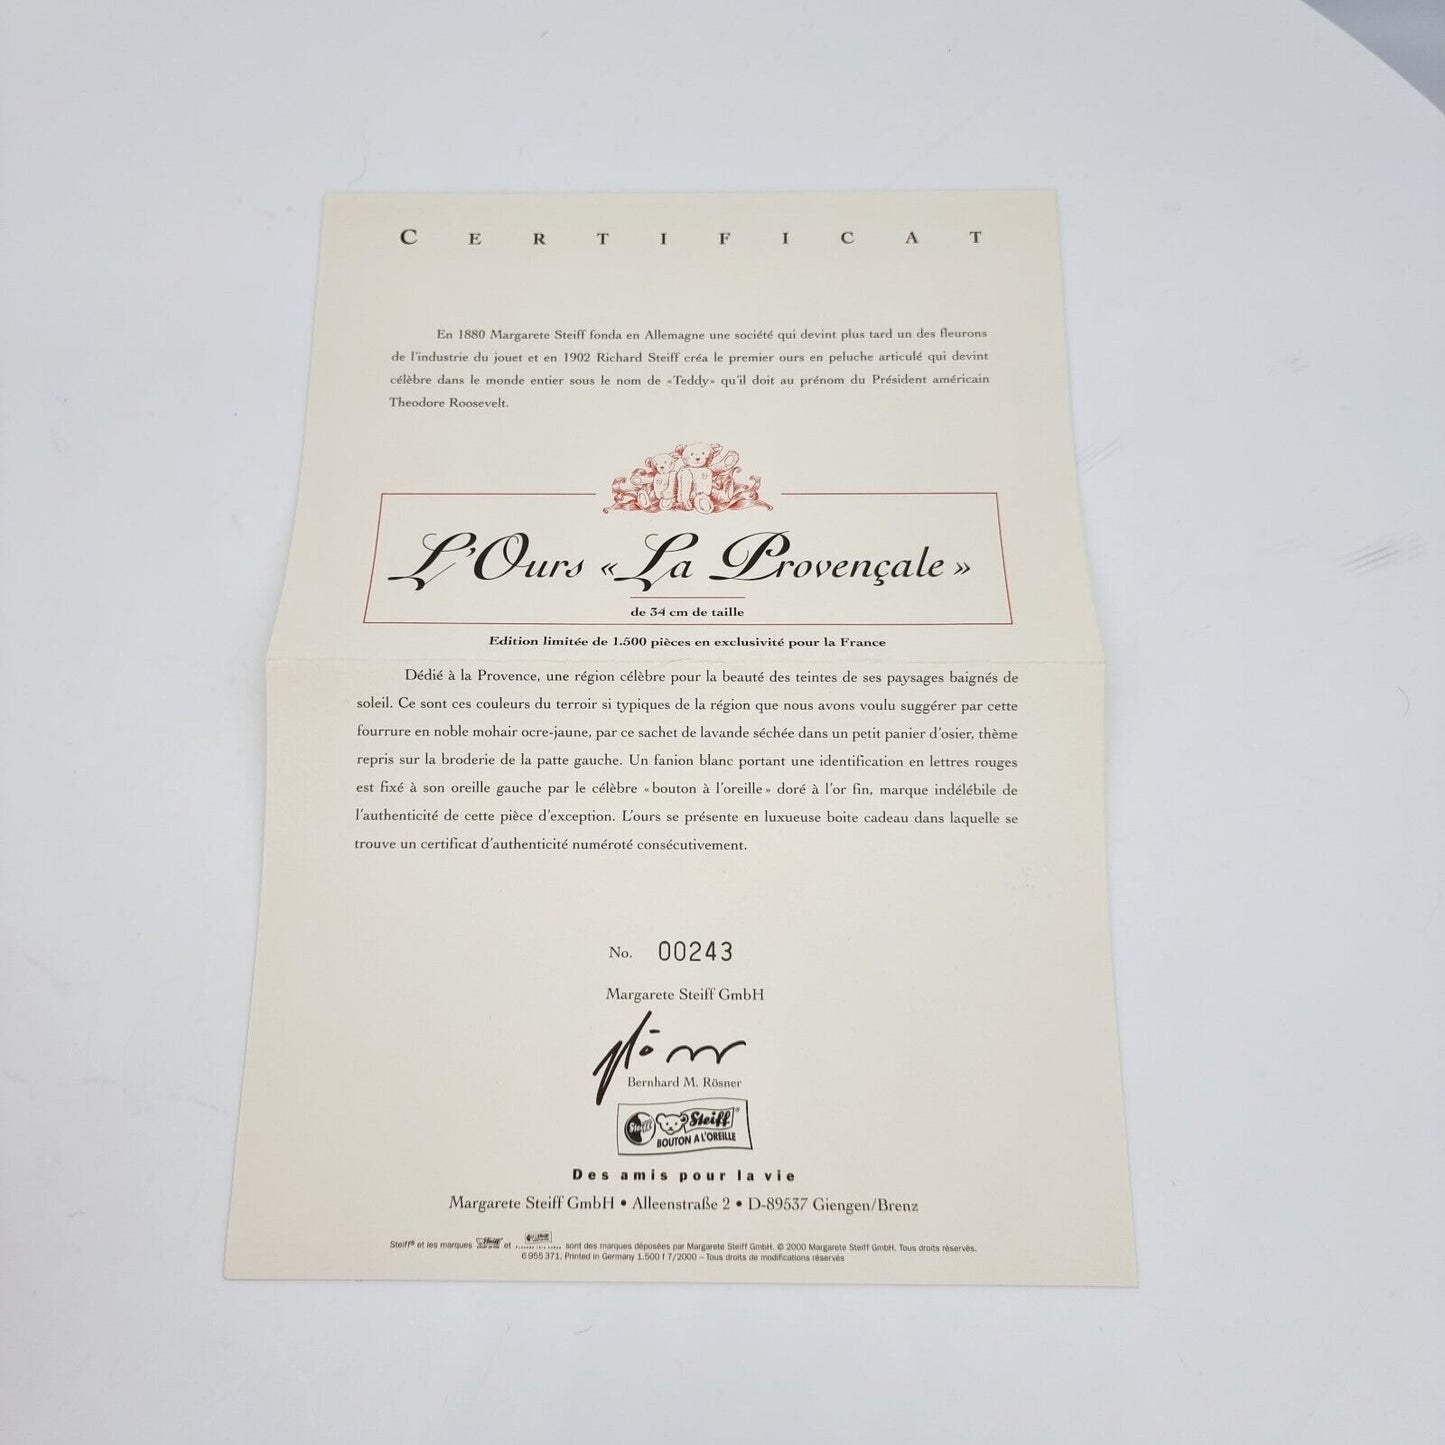 CERTIFICAT
En 1880 Margarete Steiff fonda en Allemagne une société qui devint plus tard un des fleurons
de l'industrie du jouet et en 1902 Richard Steiff créa le premier ours en peluche articulé qui devint
célèbre dans le monde entier sous le nom de «Teddy» qu'il doit au prénom du Président américain
Theodore Roosevelt.
L'Ours «La Provençale»
de 34 cm de taille
Edition limitée de 1.500 pièces en exclusivité pour la France
Dédié à la Provence, une région célèbre pour la beauté des teintes de ses paysages baignés de
soleil. Ce sont ces couleurs du terroir si typiques de la région que nous avons voulu suggérer par cette
fourrure en noble mohair ocre-jaune, par ce sachet de lavande séchée dans un petit panier d'osier, thème
repris sur la broderie de la patte gauche. Un fanion blanc portant une identification en lettres rouges
est fixé à son oreille gauche par le célèbre «bouton à l'oreille» doré à l'or fin, marque indélébile de
l'authenticité de cette pièce d'exception. L'ours se présente en luxueuse boite cadeau dans laquelle se
trouve un certificat d'authenticité numéroté consécutivement.
No. 00243
Margarete Steiff GmbH
Bernhard M. Rösner
Steiff Steiff®
BOUTON A L'OREILLE
Des amis pour la vie
Margarete Steiff GmbH • Alleenstraße 2 • D-89537 Giengen/Brenz
Steiff® et les marques Steiff et sont des marques déposées par Margarete Steiff GmbH. © 2000 Margarete Steiff GmbH. Tous droits réservés.
6 955 371, Printed in Germany 1.500 f 7/2000 – Tous droits de modifications réservés